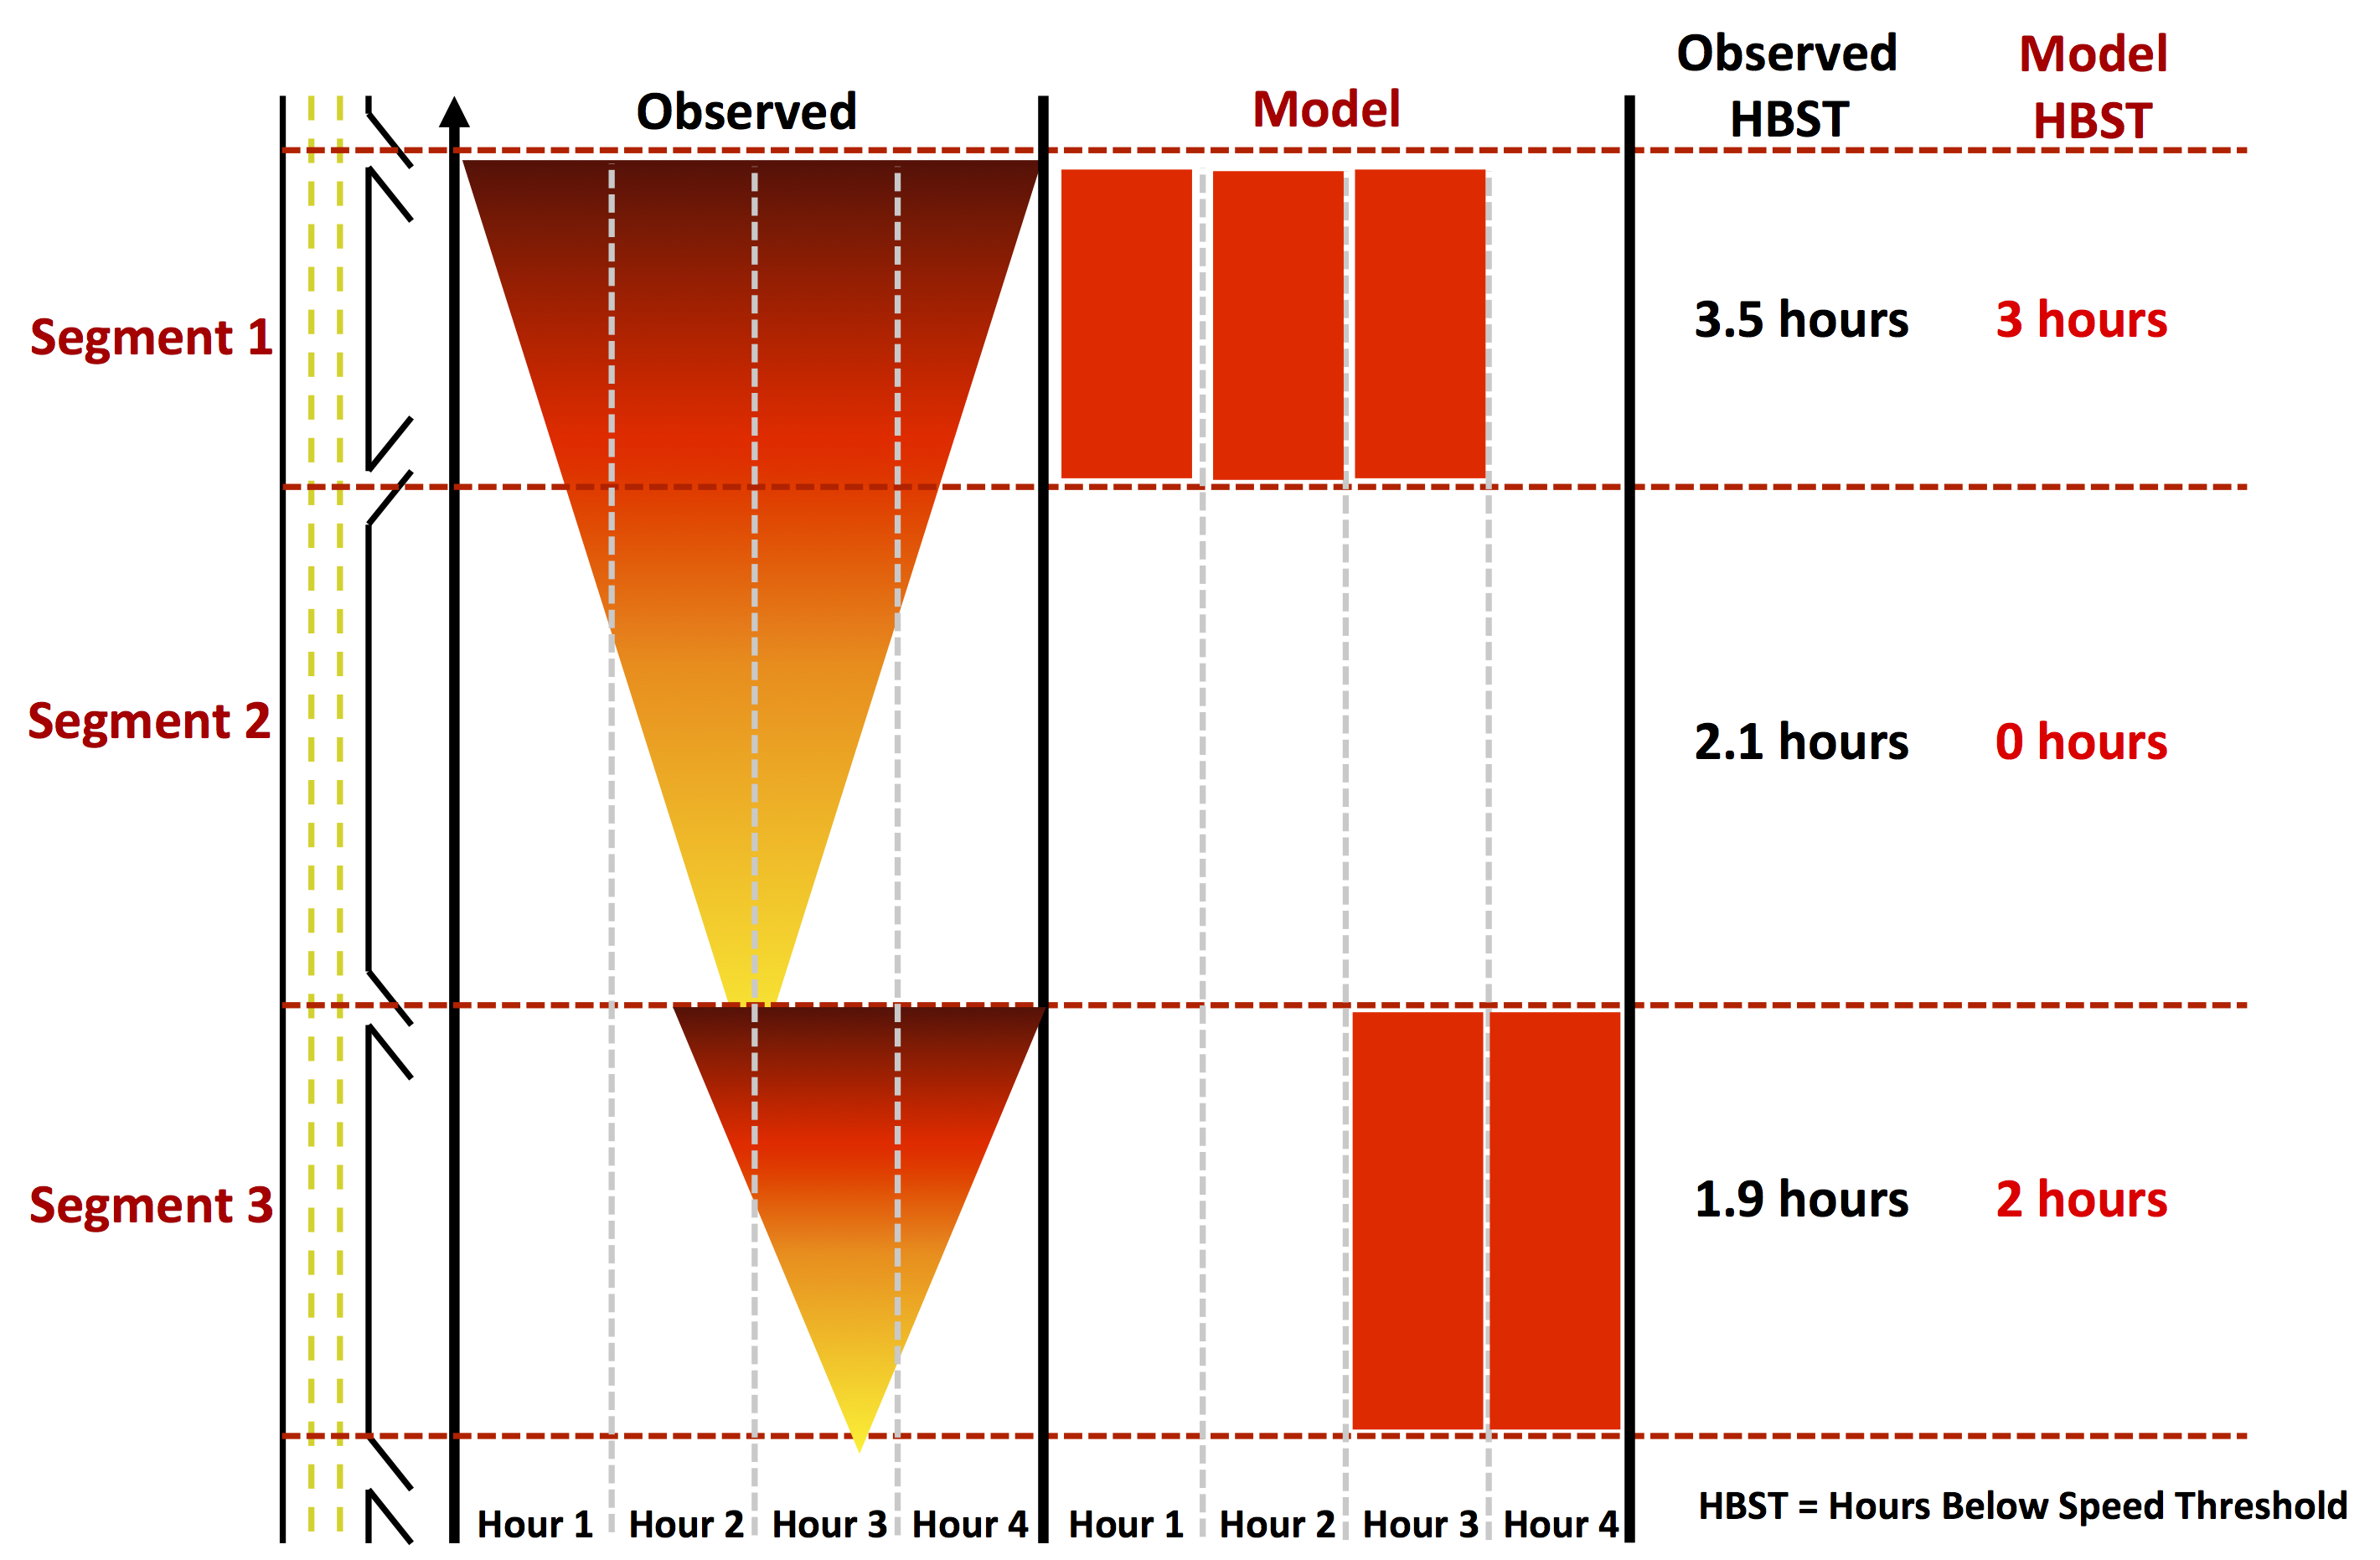 Observed
Model
Observed
HBST
Model
HBST
Segment 1
3.5 hours
3 hours
Segment 2
2.1 hours
0 hours
Segment 3
1.9 hours
2 hours
Hour 1
Hour 2
Hour 3
Hour 4
Hour 1
Hour 2
Hour 3
Hour 4
HBST = Hours Below Speed Threshold